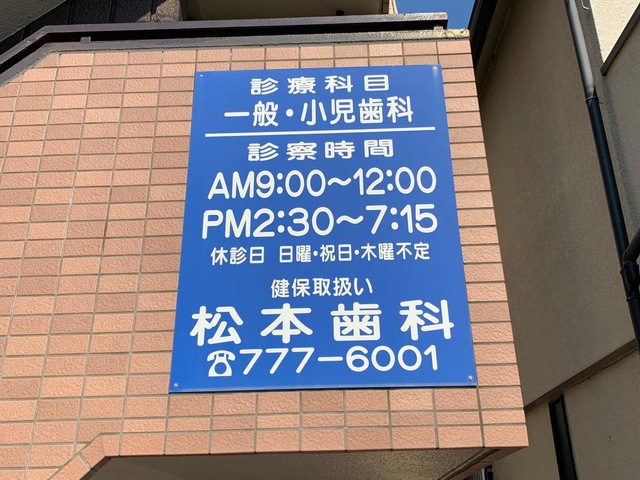 診療科目
一般・小児歯科
診察時間
AM9:00〜12:00
PM2:30〜7:15
休診日 日曜・祝日・木曜不定
健保取扱い
松本歯科
☎777-6001